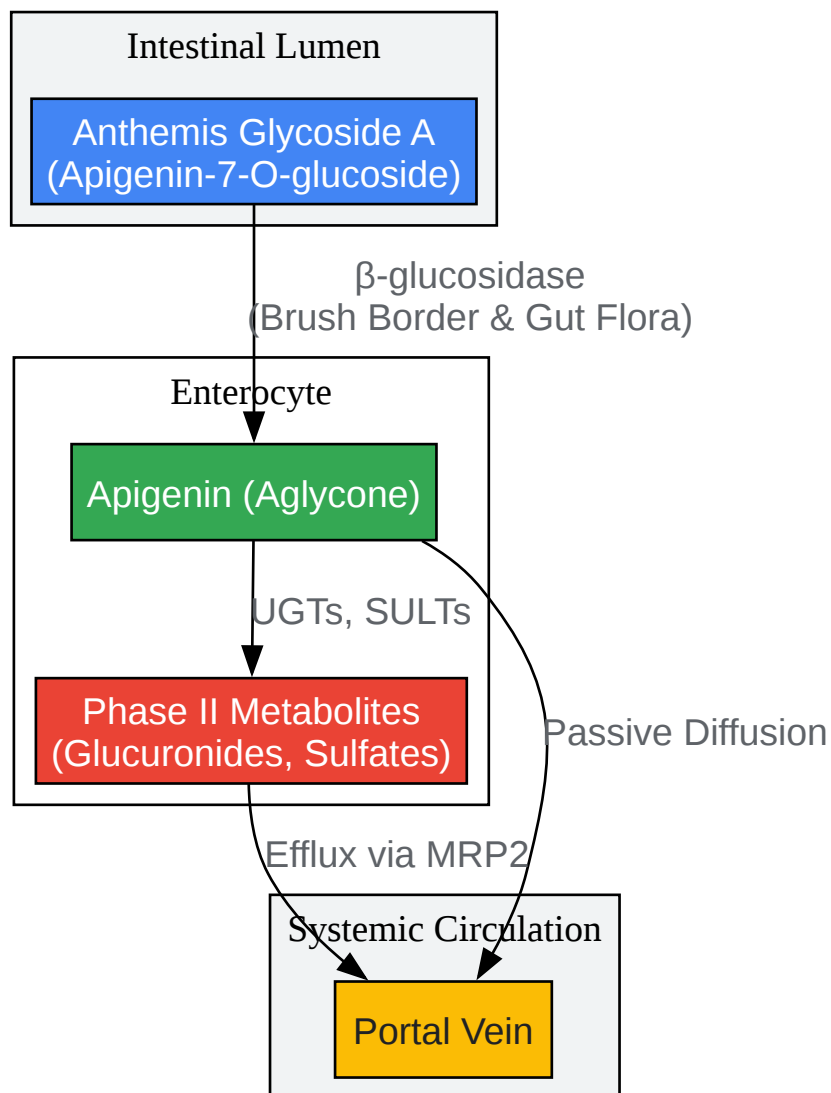 Intestinal Lumen
Anthemis Glycoside A
(Apigenin-7-O-glucoside)
β-glucosidase
(Brush Border & Gut Flora)
Enterocyte
Apigenin (Aglycone)
UGTs, SULTs
Phase II Metabolites
(Glucuronides, Sulfates)
Passive Diffusion
Efflux via MRP2
Systemic Circulation
Portal Vein